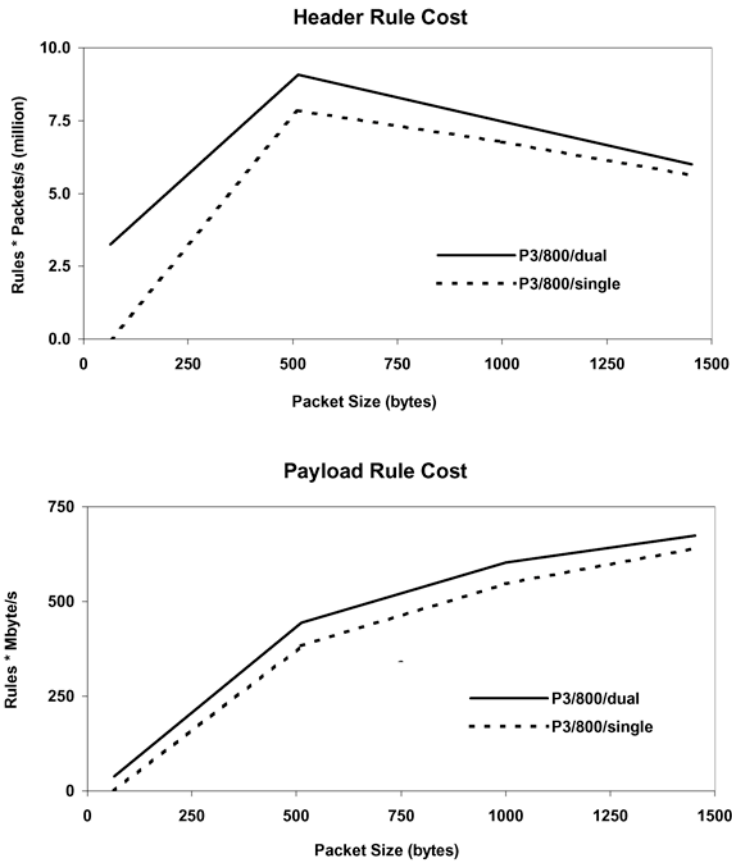 Header Rule Cost
10.0
7.5
5.0
2.5
0.0
Rules * Packets/s (million)
P3/800/dual
P3/800/single
0 250 500 750 1000 1250 1500
Packet Size (bytes)
Payload Rule Cost
750
500
250
0
Rules * Mbyte/s
P3/800/dual
P3/800/single
0 250 500 750 1000 1250 1500
Packet Size (bytes)